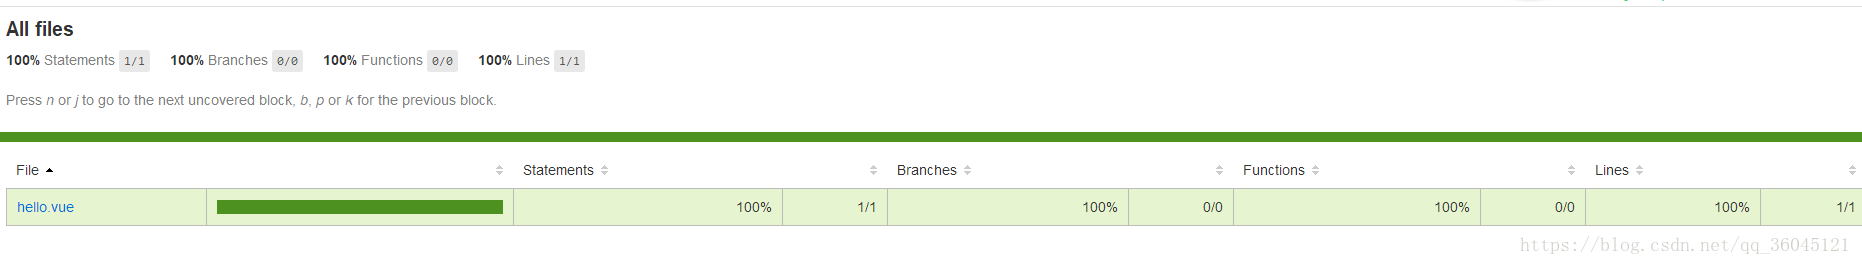 All files
100% Statements 1/1 100% Branches 0/0 100% Functions 0/0 100% Lines 1/1
Press n or j to go to the next uncovered block, b, p or k for the previous block.
File Statements Branches Functions Lines
hello.vue 100% 1/1 100% 0/0 100% 0/0 100% 1/1
https://blog.csdn.net/qq_36045121